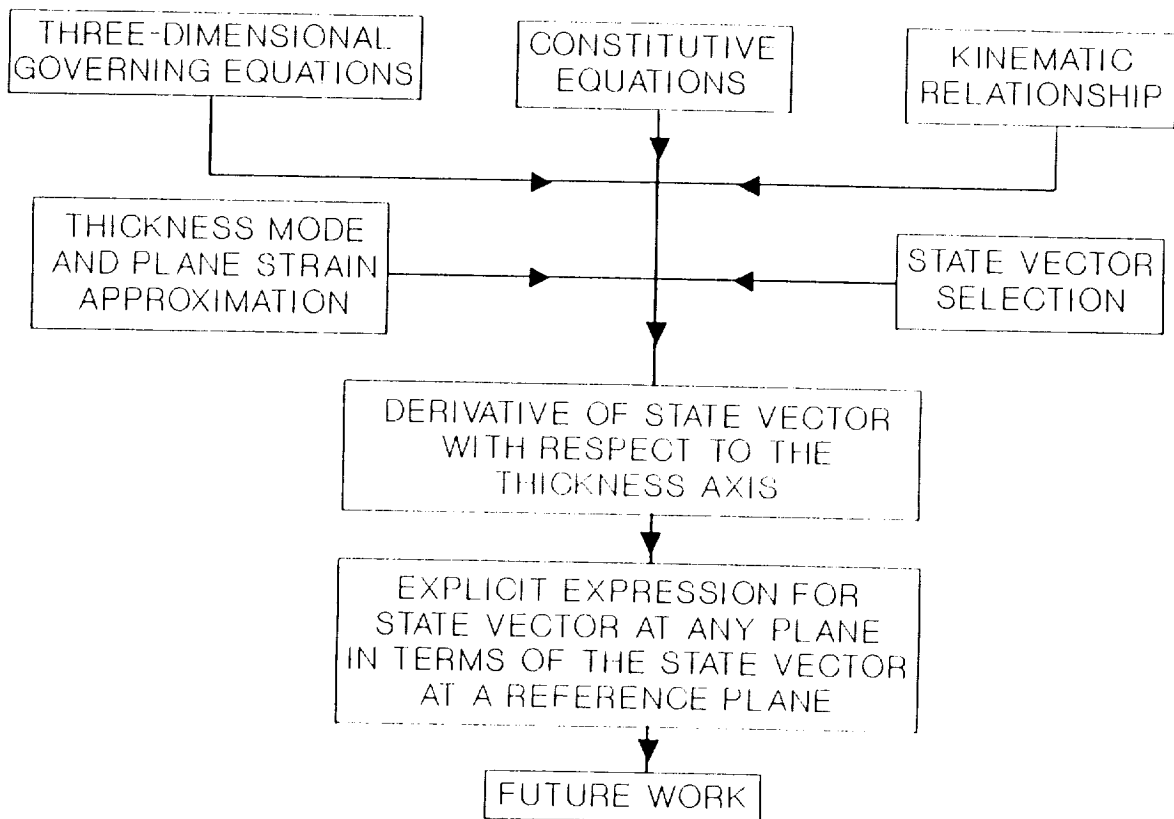 THREE-DIMENSIONAL
GOVERNING EQUATIONS
CONSTITUTIVE
EQUATIONS
KINEMATIC
RELATIONSHIP
THICKNESS MODE
AND PLANE STRAIN
APPROXIMATION
STATE VECTOR
SELECTION
DERIVATIVE OF STATE VECTOR
WITH RESPECT TO THE
THICKNESS AXIS
EXPLICIT EXPRESSION FOR
STATE VECTOR AT ANY PLANE
IN TERMS OF THE STATE VECTOR
AT A REFERENCE PLANE
FUTURE WORK